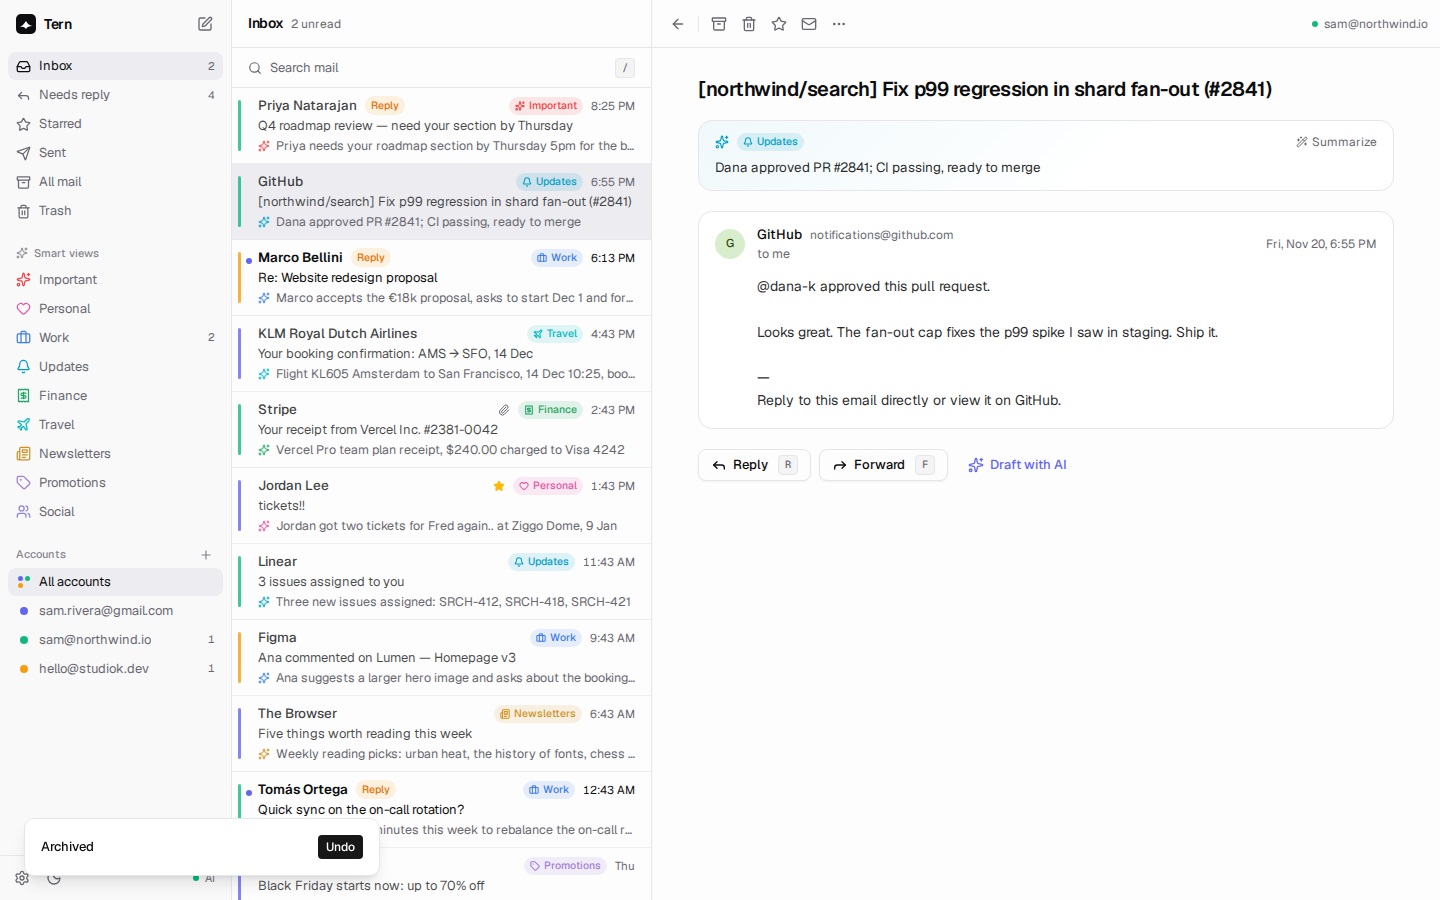 Tern
Inbox 2
Needs reply 4
Starred
Sent
All mail
Trash
Smart views
Important
Personal
Work 2
Updates
Finance
Travel
Newsletters
Promotions
Social
Accounts
All accounts
sam.rivera@gmail.com
sam@northwind.io 1
hello@studiok.dev 1
AI
Archived Undo
Inbox 2 unread
Search mail /
Priya Natarajan Reply Important 8:25 PM
Q4 roadmap review — need your section by Thursday
Priya needs your roadmap section by Thursday 5pm for the b...
GitHub Updates 6:55 PM
[northwind/search] Fix p99 regression in shard fan-out (#2841)
Dana approved PR #2841; CI passing, ready to merge
Marco Bellini Reply Work 6:13 PM
Re: Website redesign proposal
Marco accepts the €18k proposal, asks to start Dec 1 and for...
KLM Royal Dutch Airlines Travel 4:43 PM
Your booking confirmation: AMS → SFO, 14 Dec
Flight KL605 Amsterdam to San Francisco, 14 Dec 10:25, boo...
Stripe Finance 2:43 PM
Your receipt from Vercel Inc. #2381-0042
Vercel Pro team plan receipt, $240.00 charged to Visa 4242
Jordan Lee Personal 1:43 PM
tickets!!
Jordan got two tickets for Fred again.. at Ziggo Dome, 9 Jan
Linear Updates 11:43 AM
3 issues assigned to you
Three new issues assigned: SRCH-412, SRCH-418, SRCH-421
Figma Work 9:43 AM
Ana commented on Lumen — Homepage v3
Ana suggests a larger hero image and asks about the booking...
The Browser Newsletters 6:43 AM
Five things worth reading this week
Weekly reading picks: urban heat, the history of fonts, chess ...
Tomás Ortega Reply Work 12:43 AM
Quick sync on the on-call rotation?
this week to rebalance the on-call r...
Promotions Thu
Black Friday starts now: up to 70% off
sam@northwind.io
[northwind/search] Fix p99 regression in shard fan-out (#2841)
Updates Summarize
Dana approved PR #2841; CI passing, ready to merge
G GitHub notifications@github.com Fri, Nov 20, 6:55 PM
to me
@dana-k approved this pull request.
Looks great. The fan-out cap fixes the p99 spike I saw in staging. Ship it.
—
Reply to this email directly or view it on GitHub.
Reply R Forward F Draft with AI